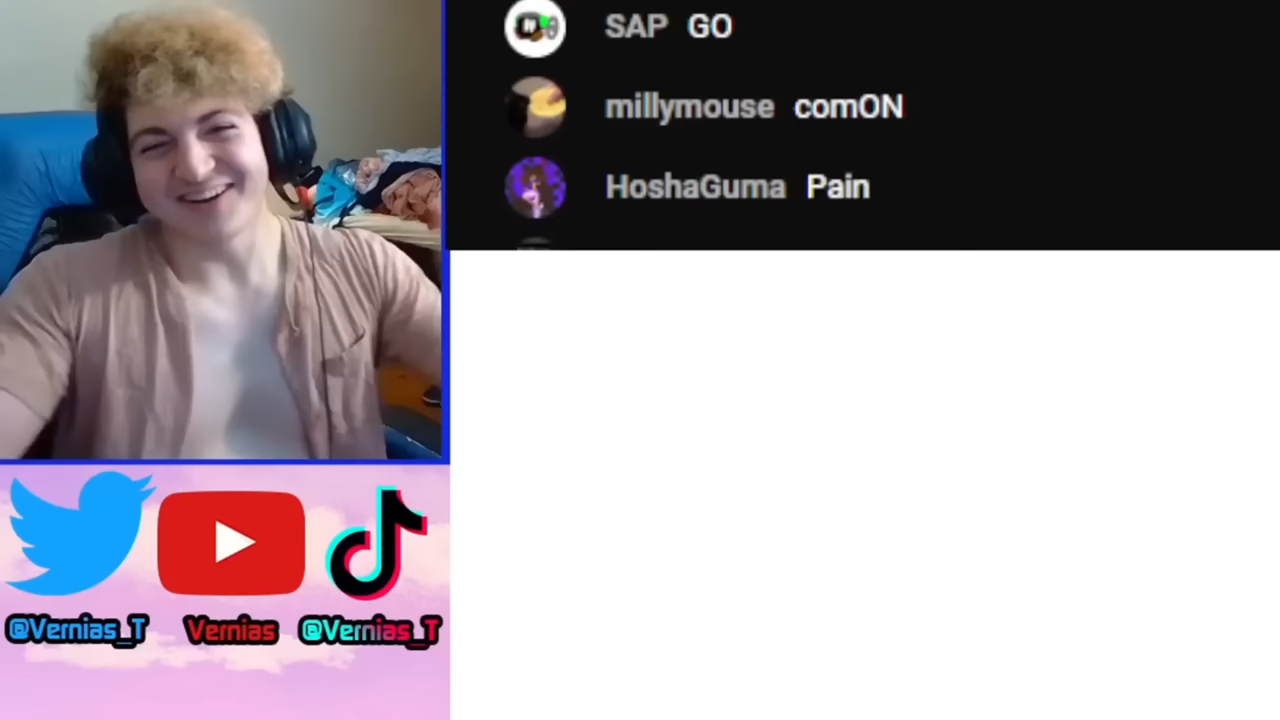 SAP GO
millymouse comON
HoshaGuma Pain
@Vernias_T Vernias @Vernias_T